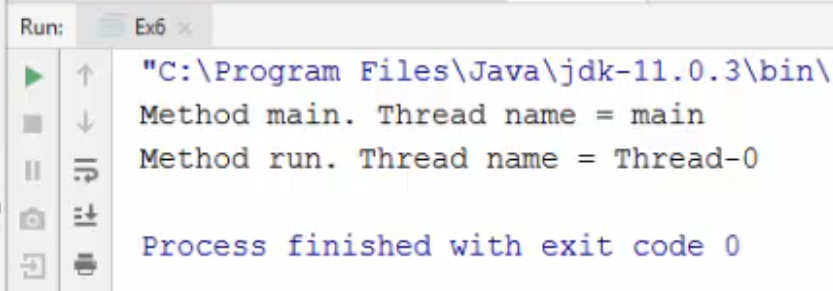 Run: Ex6
"C:\Program Files\Java\jdk-11.0.3\bin\
Method main. Thread name = main
Method run. Thread name = Thread-0
Process finished with exit code 0